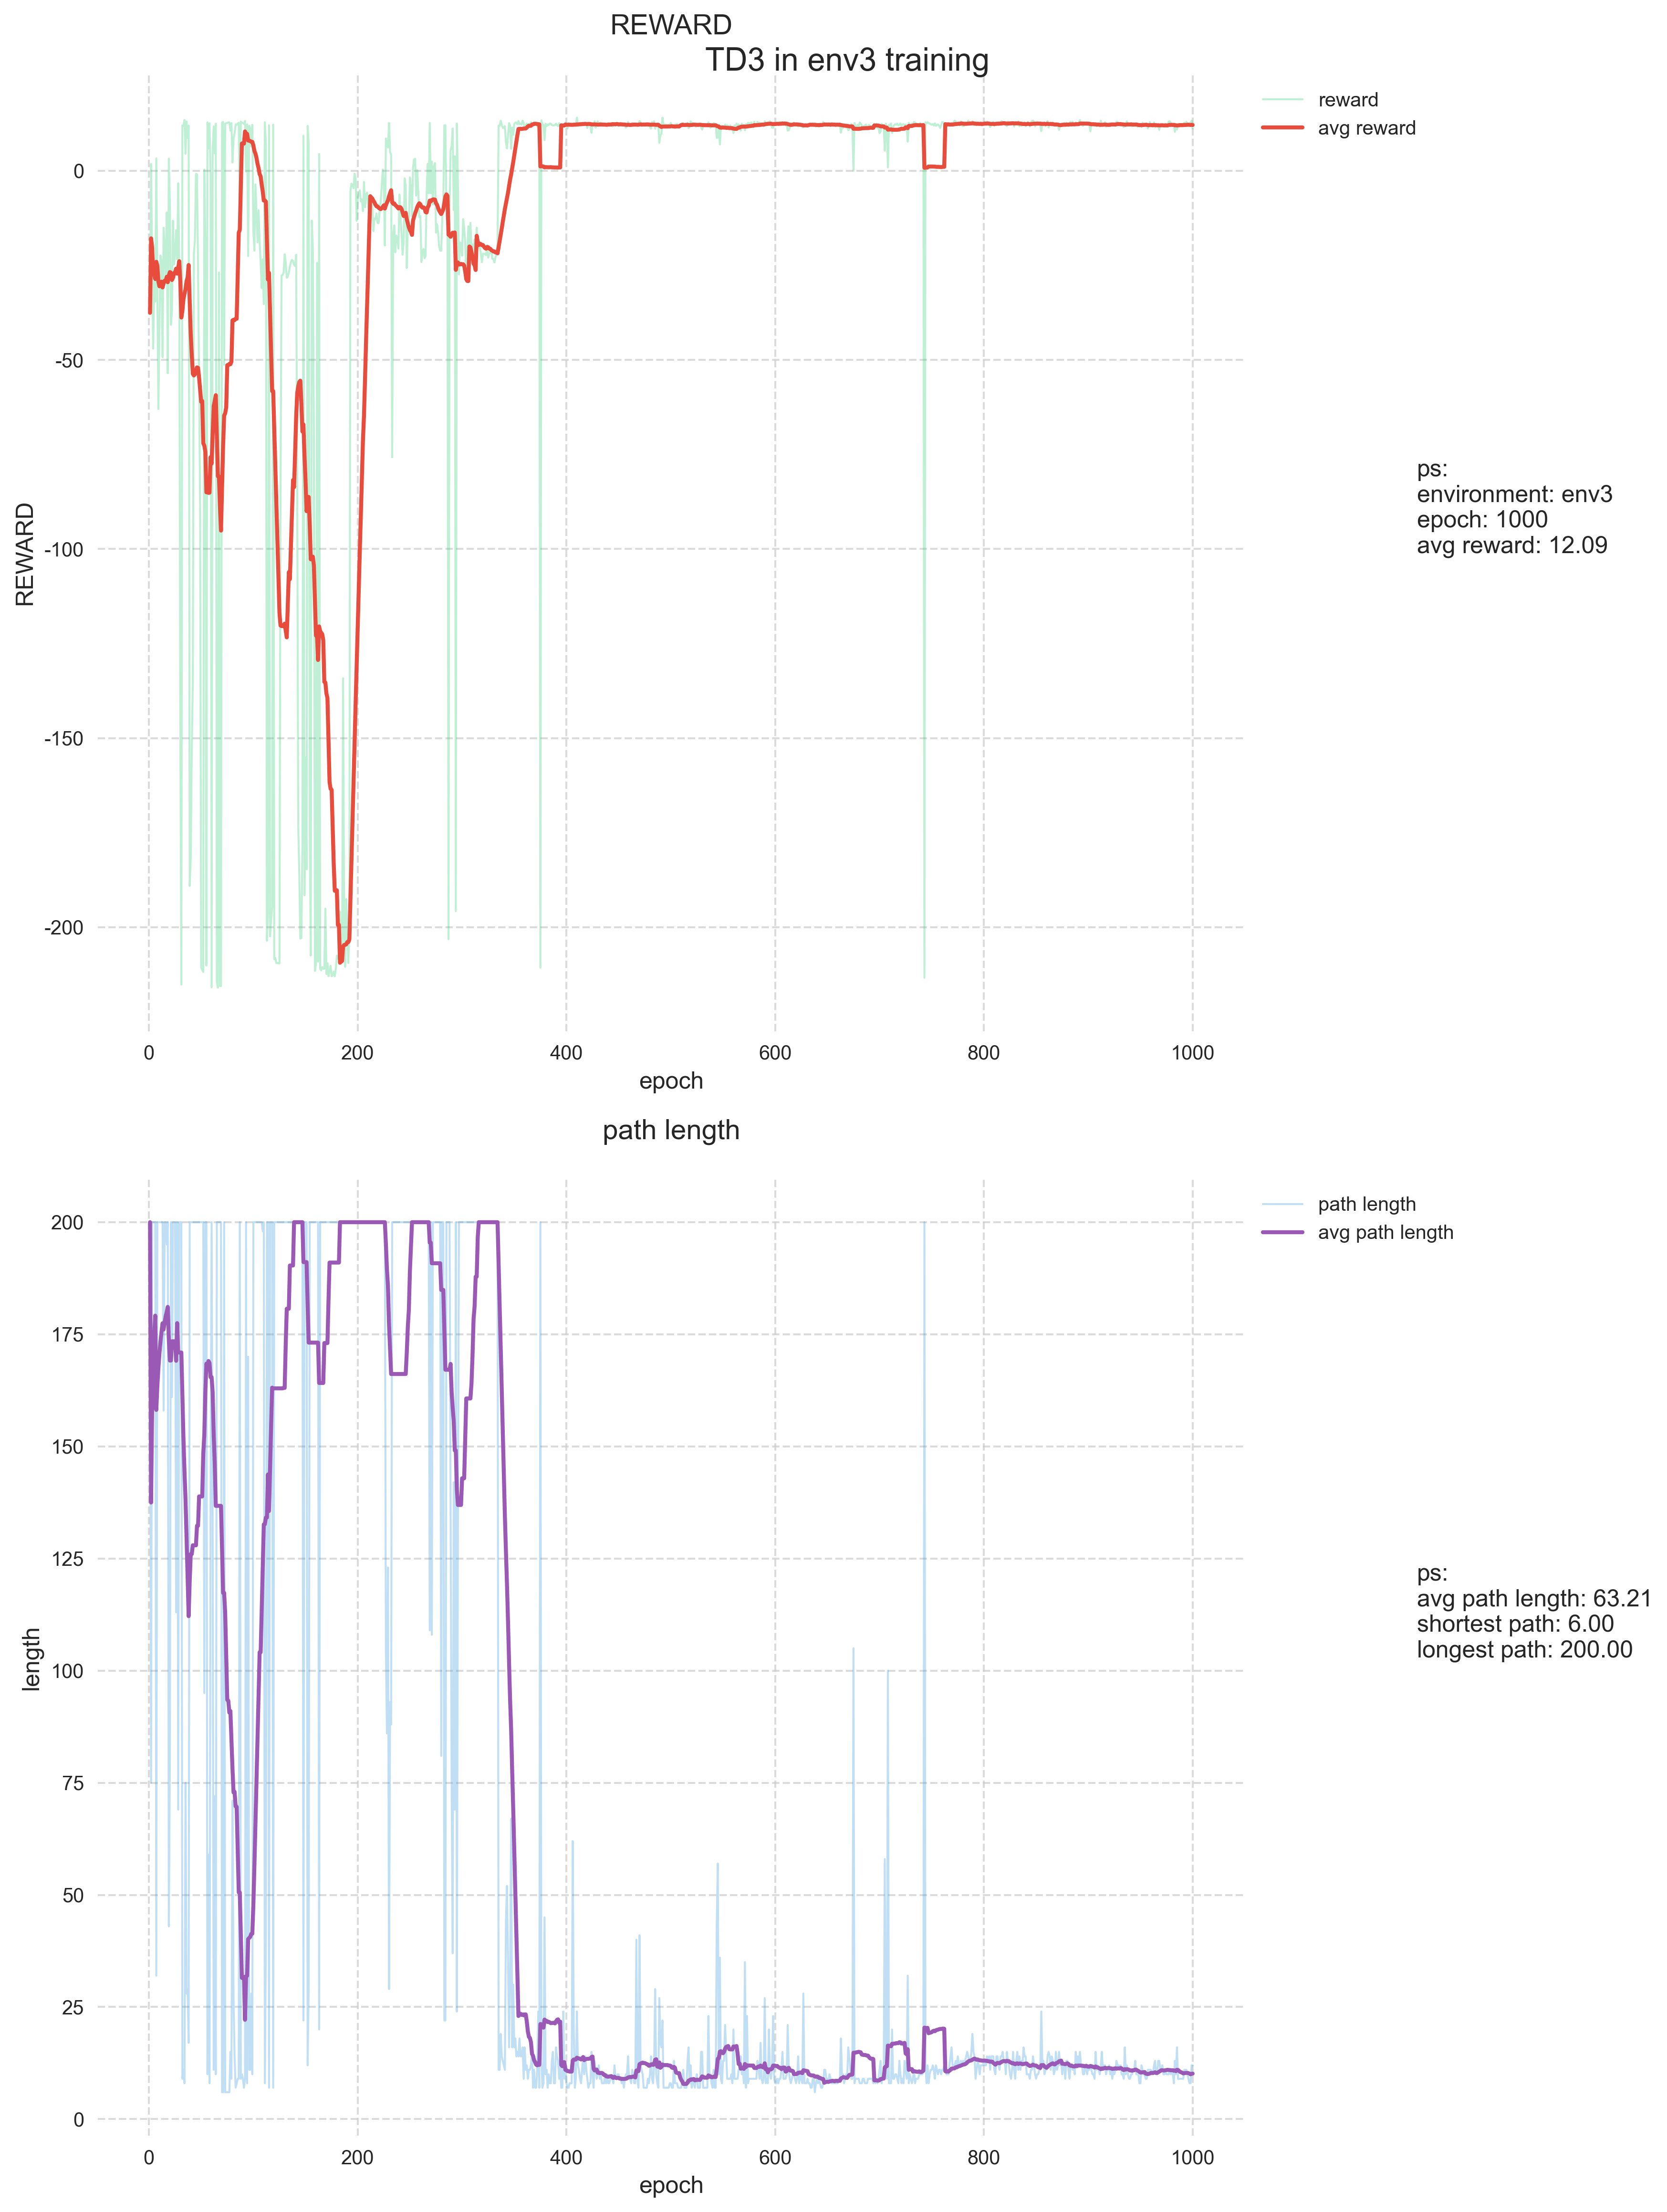 REWARD
TD3 in env3 training
reward
avg reward
0
-50
-100
-150
-200
REWARD
ps:
environment: env3
epoch: 1000
avg reward: 12.09
0
200
400
600
800
1000
epoch
path length
path length
avg path length
200
175
150
125
100
75
50
25
0
length
ps:
avg path length: 63.21
shortest path: 6.00
longest path: 200.00
0
200
400
600
800
1000
epoch